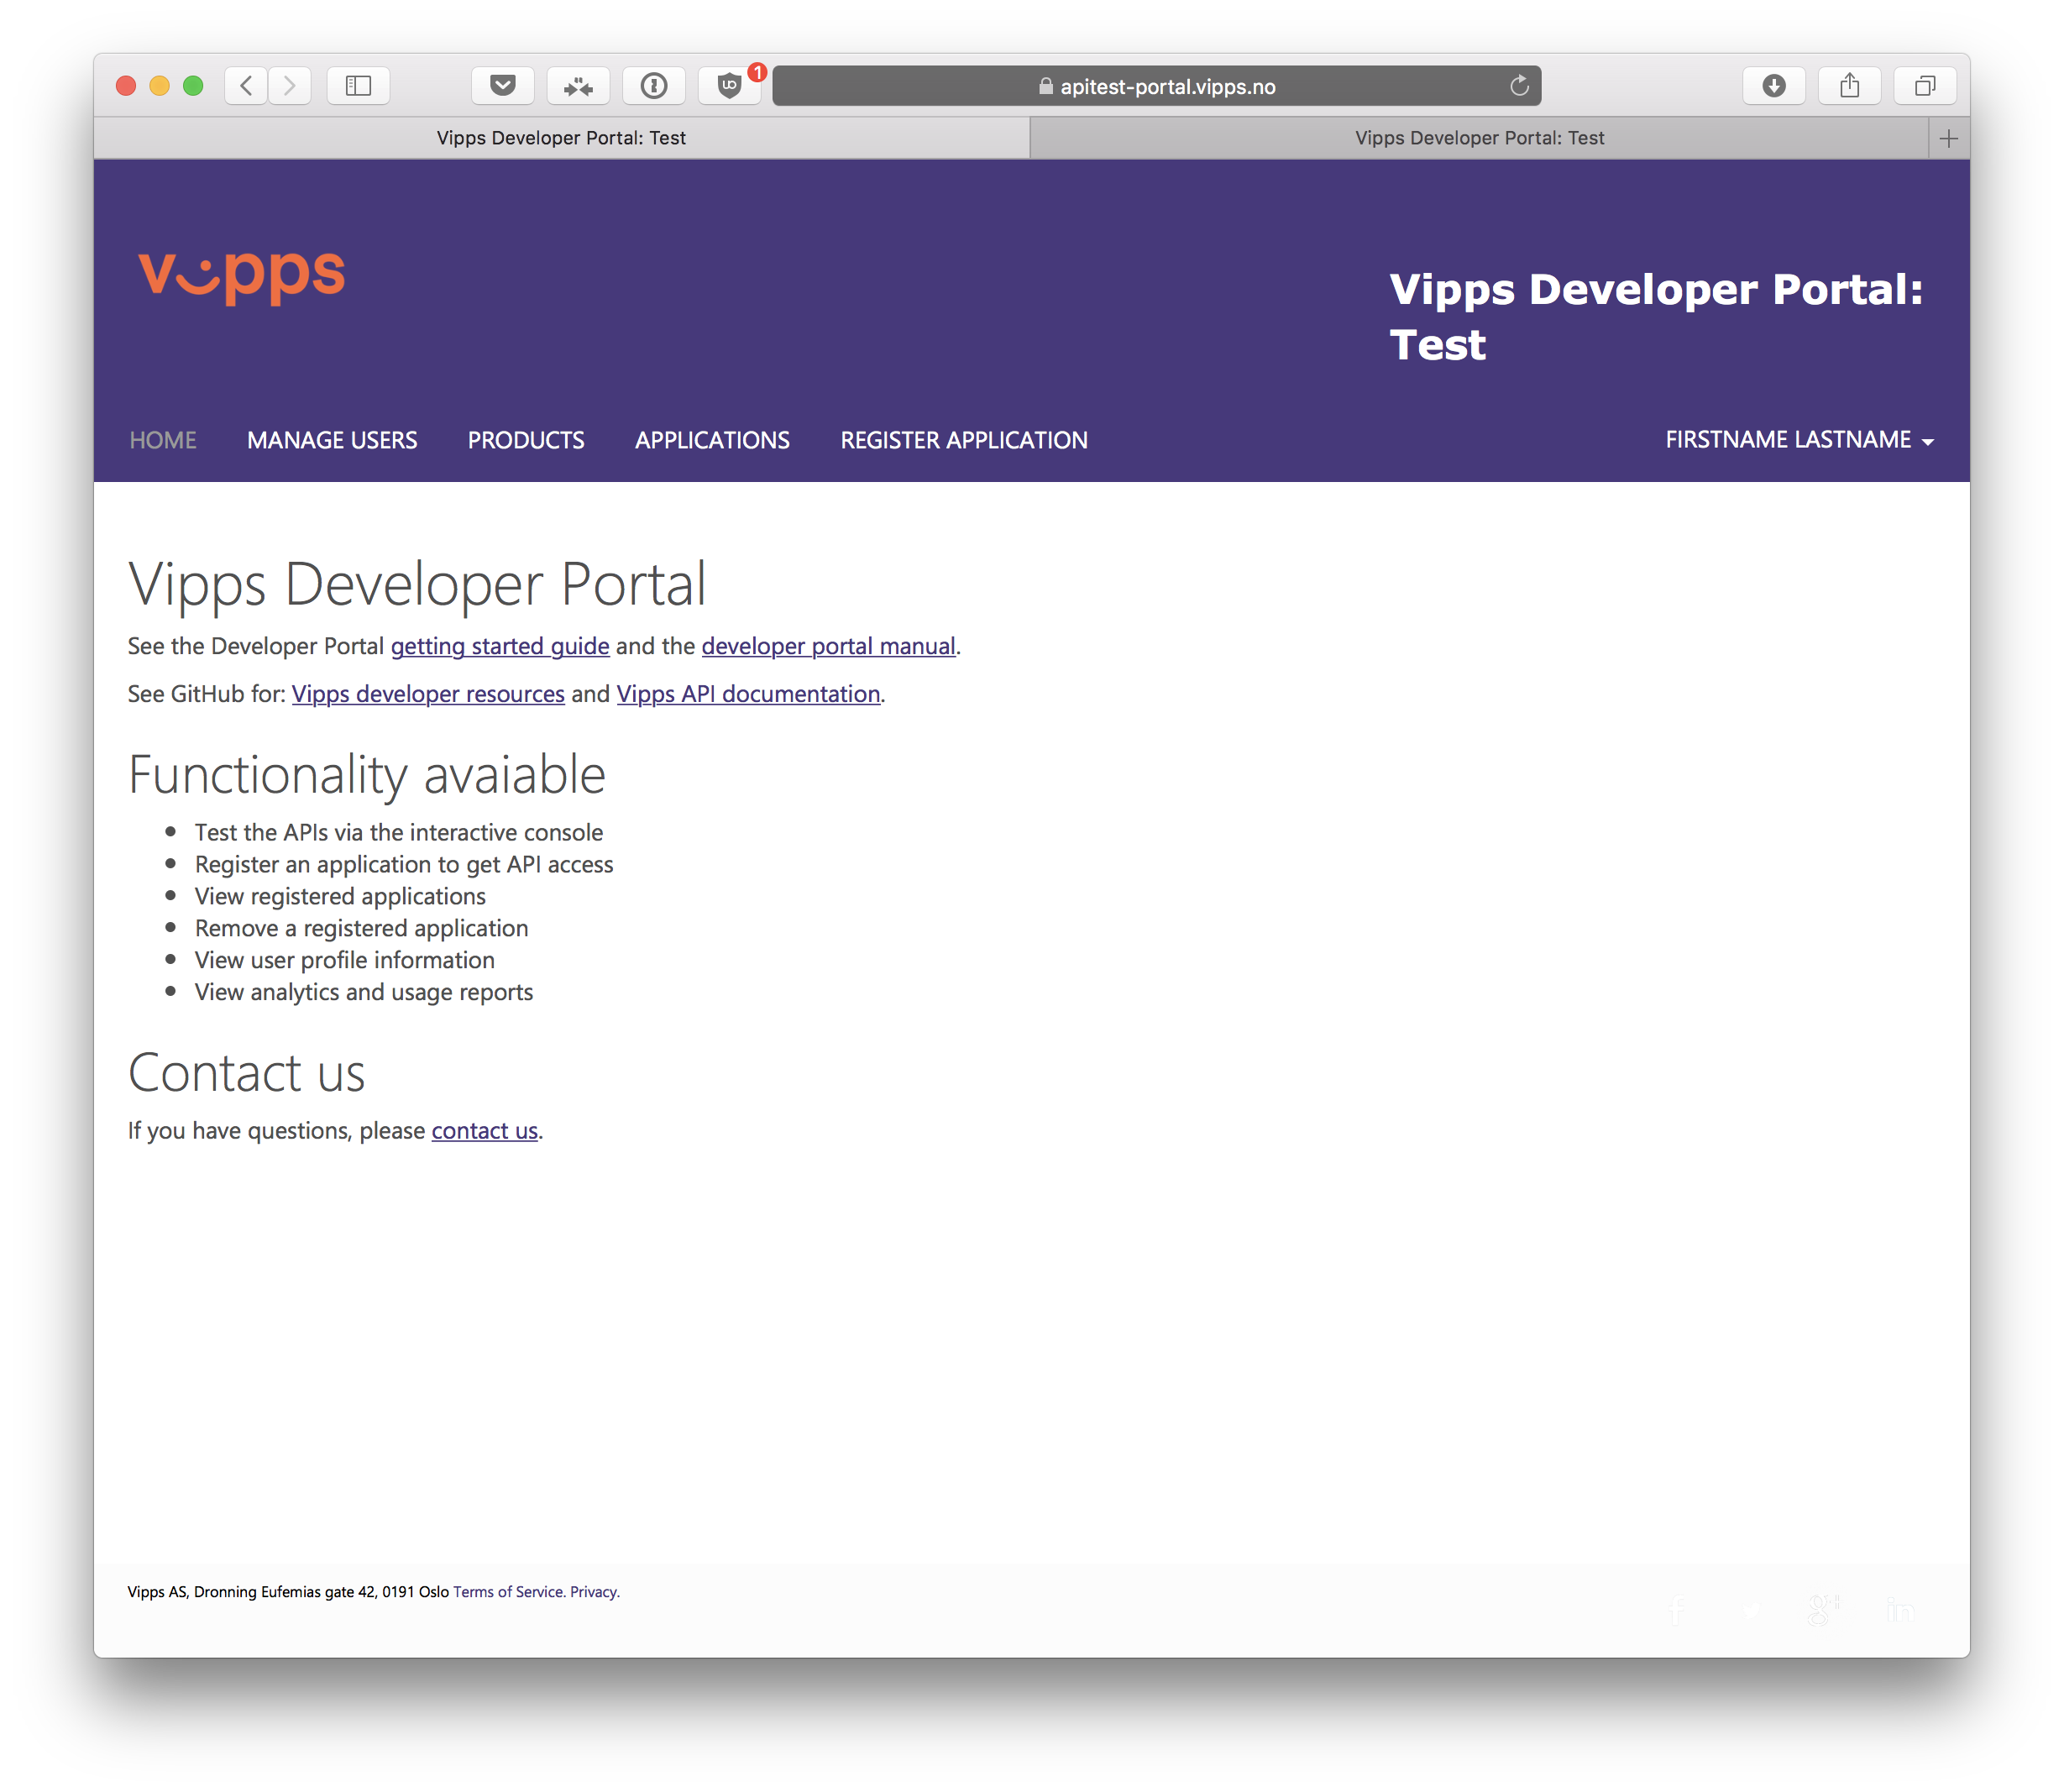 1
apitest-portal.vipps.no
Vipps Developer Portal: Test
Vipps Developer Portal: Test
vipps
Vipps Developer Portal:
Test
HOME MANAGE USERS PRODUCTS APPLICATIONS REGISTER APPLICATION FIRSTNAME LASTNAME
Vipps Developer Portal
See the Developer Portal getting started guide and the developer portal manual.
See GitHub for: Vipps developer resources and Vipps API documentation.
Functionality avaiable
Test the APIs via the interactive console
Register an application to get API access
View registered applications
Remove a registered application
View user profile information
View analytics and usage reports
Contact us
If you have questions, please contact us.
Vipps AS, Dronning Eufemias gate 42, 0191 Oslo Terms of Service. Privacy.
f g+ in